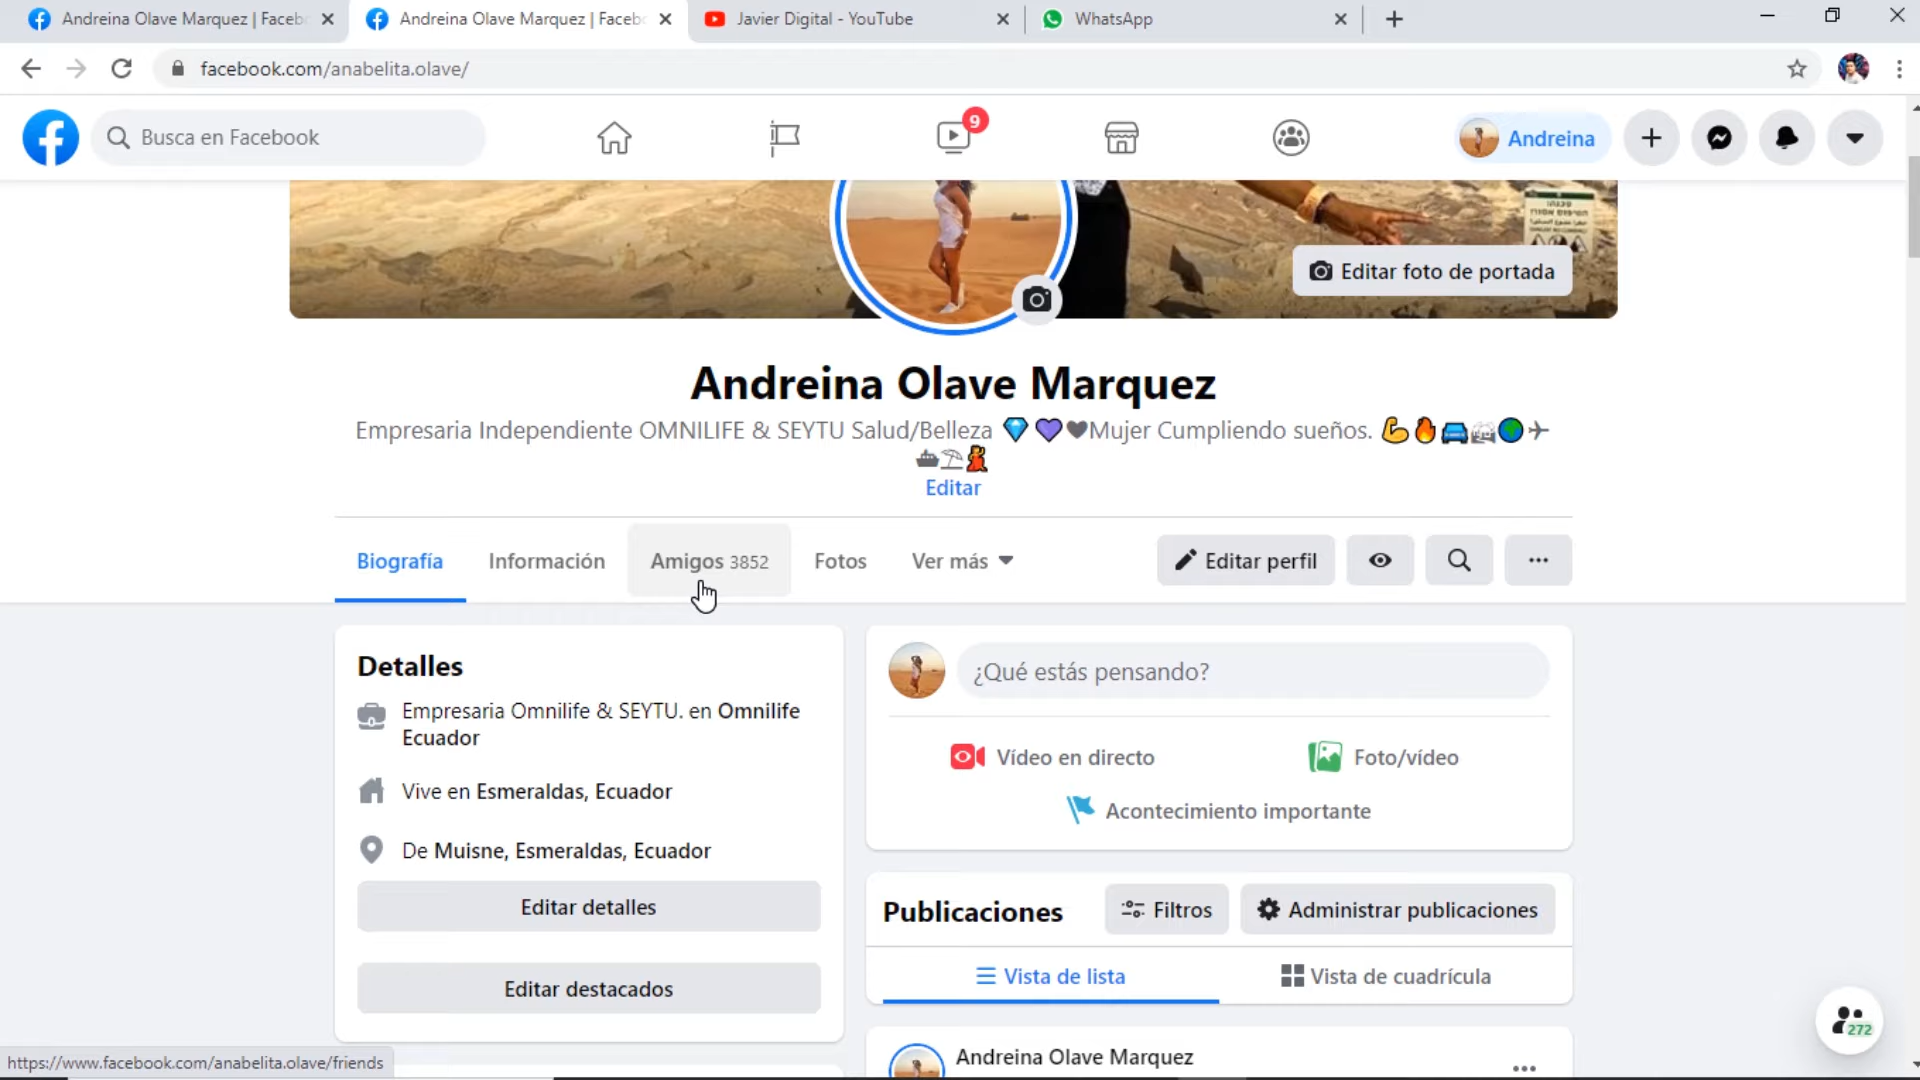 Andreina Olave Marquez | Faceb
Andreina Olave Marquez | Faceb
Javier Digital - YouTube
WhatsApp
facebook.com/anabelita.olave/
Busca en Facebook
9
Andreina
Editar foto de portada
Andreina Olave Marquez
Empresaria Independiente OMNILIFE & SEYTU Salud/Belleza 💎💜🖤Mujer Cumpliendo sueños. 💪🔥🚘🏡🌍✈
🛳⛱💃
Editar
Biografía
Información
Amigos 3852
Fotos
Ver más
Editar perfil
Detalles
Empresaria Omnilife & SEYTU. en Omnilife
Ecuador
Vive en Esmeraldas, Ecuador
De Muisne, Esmeraldas, Ecuador
Editar detalles
Editar destacados
¿Qué estás pensando?
Vídeo en directo
Foto/vídeo
Acontecimiento importante
Publicaciones
Filtros
Administrar publicaciones
Vista de lista
Vista de cuadrícula
Andreina Olave Marquez
272
https://www.facebook.com/anabelita.olave/friends